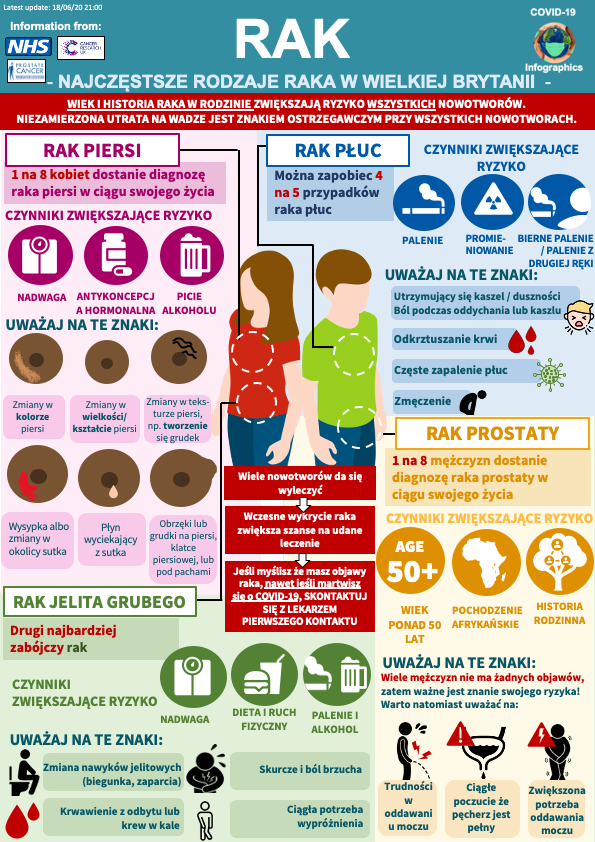 Latest update: 18/06/20 21:00
Information from:
NHS
CANCER
RESEARCH
UK
PROSTATE
CANCER
COVID-19
Infographics
RAK
- NAJCZĘSTSZE RODZAJE RAKA W WIELKIEJ BRYTANII -
WIEK I HISTORIA RAKA W RODZINIE ZWIĘKSZAJĄ RYZYKO WSZYSTKICH NOWOTWORÓW.
NIEZAMIERZONA UTRATA NA WADZE JEST ZNAKIEM OSTRZEGAWCZYM PRZY WSZYSTKICH NOWOTWORACH.
RAK PIERSI
1 na 8 kobiet dostanie diagnozę
raka piersi w ciągu swojego życia
CZYNNIKI ZWIĘKSZAJĄCE RYZYKO
NADWAGA
ANTYKONCEPCJ
A HORMONALNA
PICIE
ALKOHOLU
UWAŻAJ NA TE ZNAKI:
Zmiany w
kolorze
piersi
Zmiany w
wielkości/
kształcie piersi
Zmiany w teks-
turze piersi,
np. tworzenie
się grudek
Wysypka albo
zmiany w
okolicy sutka
Płyn
wyciekający
z sutka
Obrzęki lub
grudki na piersi,
klatce
piersiowej, lub
pod pachami
RAK PŁUC
Można zapobiec 4
na 5 przypadków
raka płuc
CZYNNIKI ZWIĘKSZAJĄCE
RYZYKO
PALENIE
PROMIE-
NIOWANIE
BIERNE PALENIE
/ PALENIE Z
DRUGIEJ RĘKI
UWAŻAJ NA TE ZNAKI:
Utrzymujący się kaszel / duszności
Ból podczas oddychania lub kaszlu
Odkrztuszanie krwi
Częste zapalenie płuc
Zmęczenie
Wiele nowotworów da się
wyleczyć
Wczesne wykrycie raka
zwiększa szanse na udane
leczenie
Jeśli myślisz że masz objawy
raka, nawet jeśli martwisz
się o COVID-19, SKONTAKTUJ
SIĘ Z LEKARZEM
PIERWSZEGO KONTAKTU
RAK PROSTATY
1 na 8 mężczyzn dostanie
diagnozę raka prostaty w
ciągu swojego życia
CZYNNIKI ZWIĘKSZAJĄCE RYZYKO
AGE
50+
WIEK
PONAD 50
LAT
POCHODZENIE
AFRYKAŃSKIE
HISTORIA
RODZINNA
UWAŻAJ NA TE ZNAKI:
Wiele mężczyzn nie ma żadnych objawów,
zatem ważne jest znanie swojego ryzyka!
Warto natomiast uważać na:
Trudności
w
oddawani
u moczu
Ciągłe
poczucie że
pęcherz jest
pełny
Zwiększona
potrzeba
oddawania
moczu
RAK JELITA GRUBEGO
Drugi najbardziej
zabójczy rak
CZYNNIKI
ZWIĘKSZAJĄCE RYZYKO
NADWAGA
DIETA I RUCH
FIZYCZNY
PALENIE I
ALKOHOL
UWAŻAJ NA TE ZNAKI:
Zmiana nawyków jelitowych
(biegunka, zaparcia)
Skurcze i ból brzucha
Krwawienie z odbytu lub
krew w kale
Ciągła potrzeba
wypróżnienia